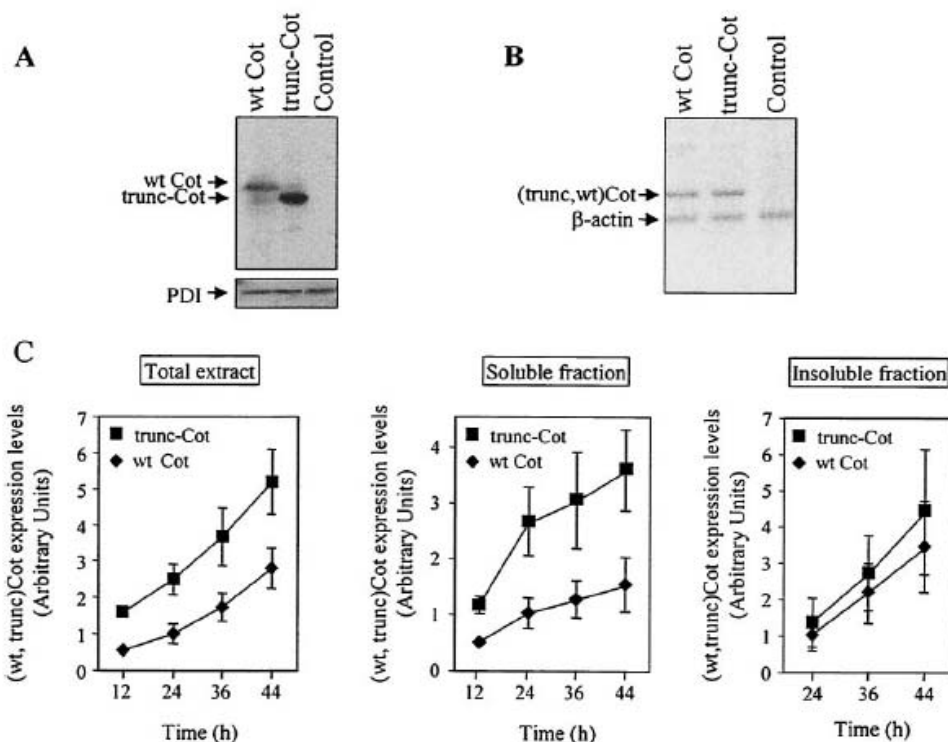 A
wt Cot
trunc-Cot
Control
wt Cot
trunc-Cot
PDI
B
wt Cot
trunc-Cot
Control
(trunc,wt)Cot
β-actin
C
Total extract
(wt, trunc)Cot expression levels
(Arbitrary Units)
7
6
5
4
3
2
1
0
trunc-Cot
wt Cot
12 24 36 44
Time (h)
Soluble fraction
(wt, trunc)Cot expression levels
(Arbitrary Units)
4
3
2
1
0
trunc-Cot
wt Cot
12 24 36 44
Time (h)
Insoluble fraction
(wt,trunc)Cot expression levels
(Arbitrary Units)
7
6
5
4
3
2
1
0
trunc-Cot
wt Cot
24 36 44
Time (h)